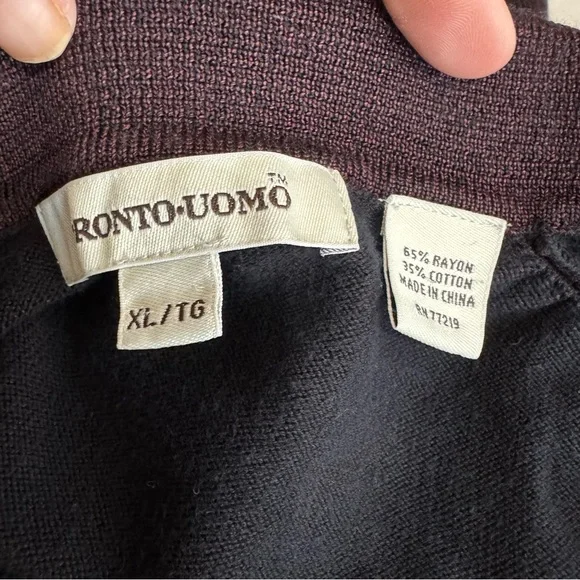 RONTO·UOMO™
XL/TG
65% RAYON
35% COTTON
MADE IN CHINA
RN 77219